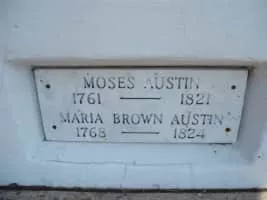 MOSES AUSTIN
1761 — 1821
MARIA BROWN AUSTIN
1768 — 1824